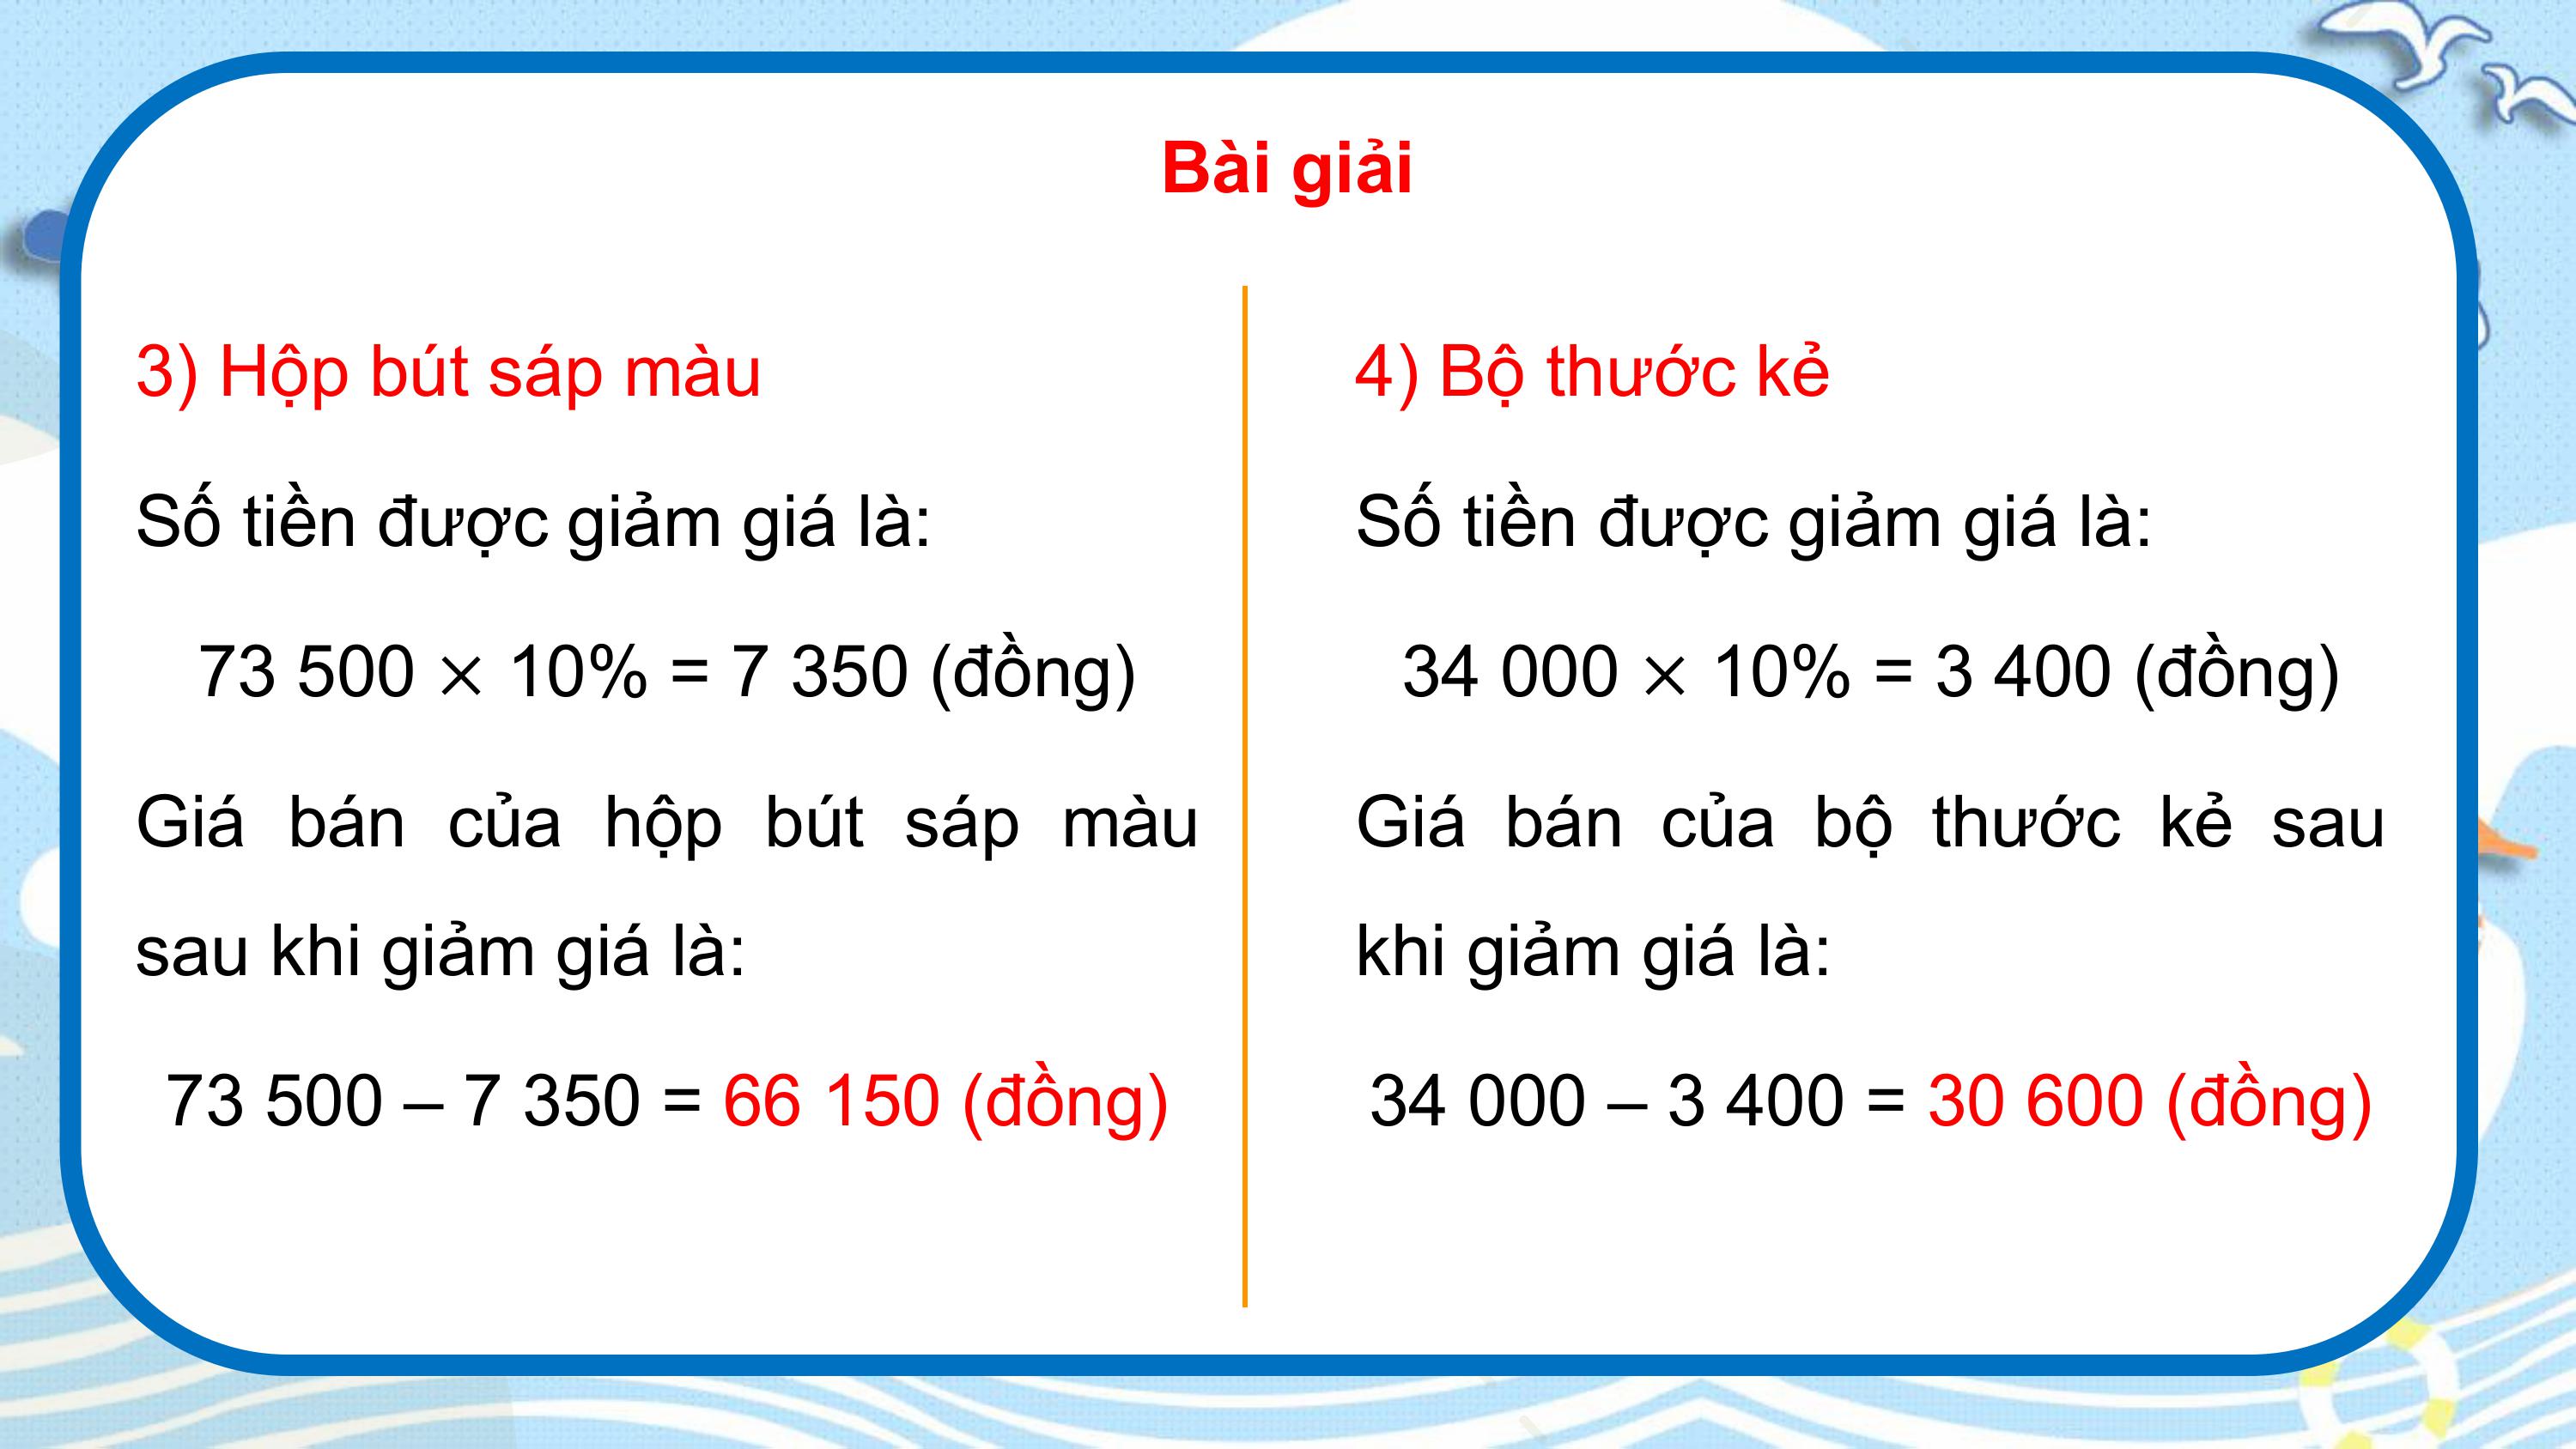 Bài giải
3) Hộp bút sáp màu
Số tiền được giảm giá là:
73 500 × 10% = 7 350 (đồng)
Giá bán của hộp bút sáp màu
sau khi giảm giá là:
73 500 – 7 350 = 66 150 (đồng)
4) Bộ thước kẻ
Số tiền được giảm giá là:
34 000 × 10% = 3 400 (đồng)
Giá bán của bộ thước kẻ sau
khi giảm giá là:
34 000 – 3 400 = 30 600 (đồng)